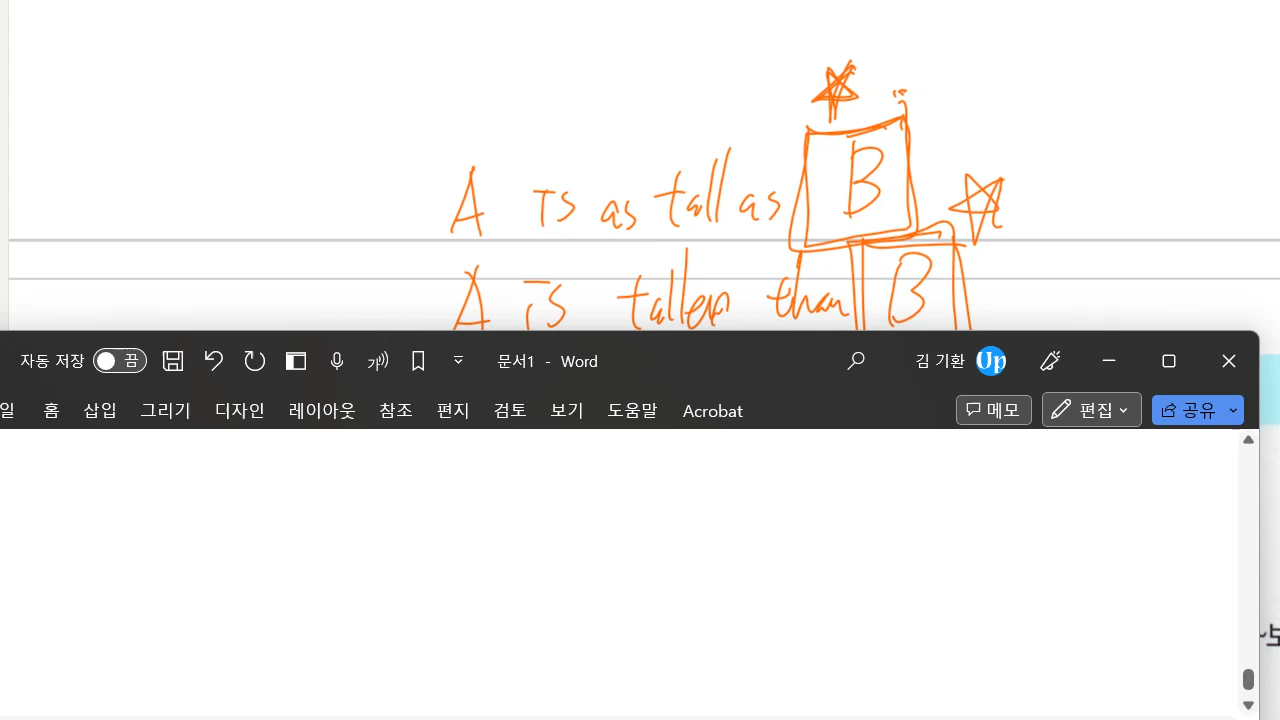 A is as tall as B
A is taller than B
자동 저장 끔 문서1 - Word 김 기환 Up
일 홈 삽입 그리기 디자인 레이아웃 참조 편지 검토 보기 도움말 Acrobat 메모 편집 공유